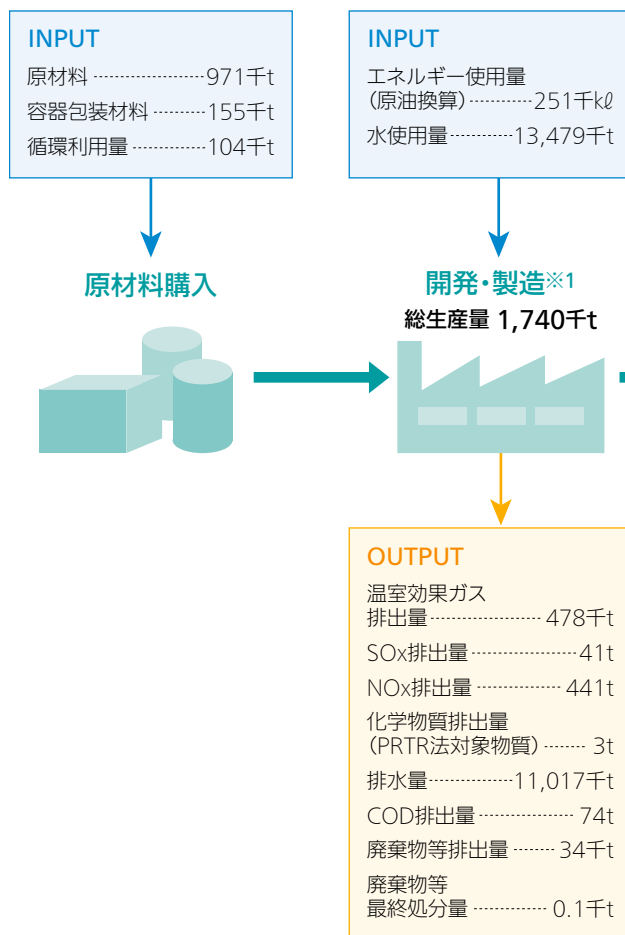 INPUT
原材料 971千t
容器包装材料 155千t
循環利用量 104千t
原材料購入
INPUT
エネルギー使用量
(原油換算) 251千kℓ
水使用量 13,479千t
開発・製造※1
総生産量 1,740千t
OUTPUT
温室効果ガス
排出量 478千t
SOx排出量 41t
NOx排出量 441t
化学物質排出量
(PRTR法対象物質) 3t
排水量 11,017千t
COD排出量 74t
廃棄物等排出量 34千t
廃棄物等
最終処分量 0.1千t